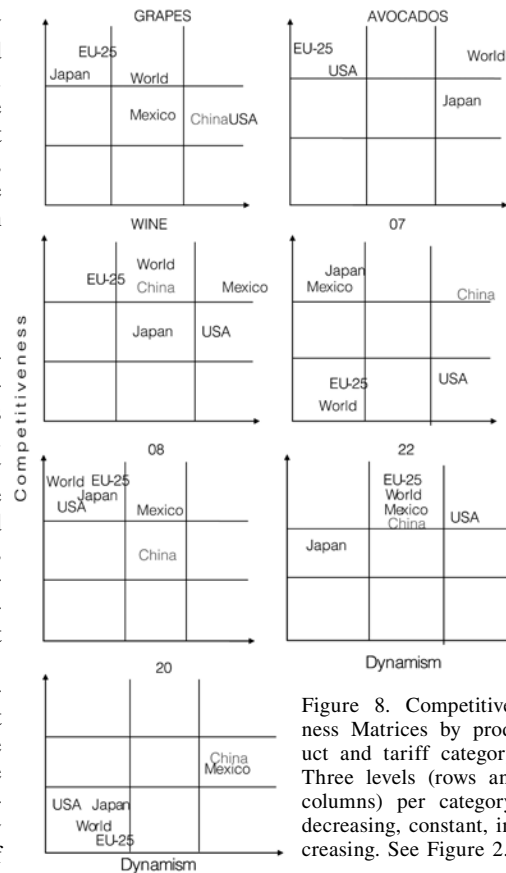 GRAPES
EU-25
Japan
World
Mexico
ChinaUSA
AVOCADOS
EU-25
USA
World
Japan
WINE
EU-25
World
China
Mexico
Japan
USA
07
Japan
Mexico
China
EU-25
World
USA
Competitiveness
08
World EU-25
Japan
USA
Mexico
China
22
EU-25
World
Mexico
China
USA
Japan
Dynamism
20
China
Mexico
USA Japan
World
EU-25
Dynamism
Figure 8. Competitive
ness Matrices by prod
uct and tariff categor
Three levels (rows an
columns) per category
decreasing, constant, in
creasing. See Figure 2.